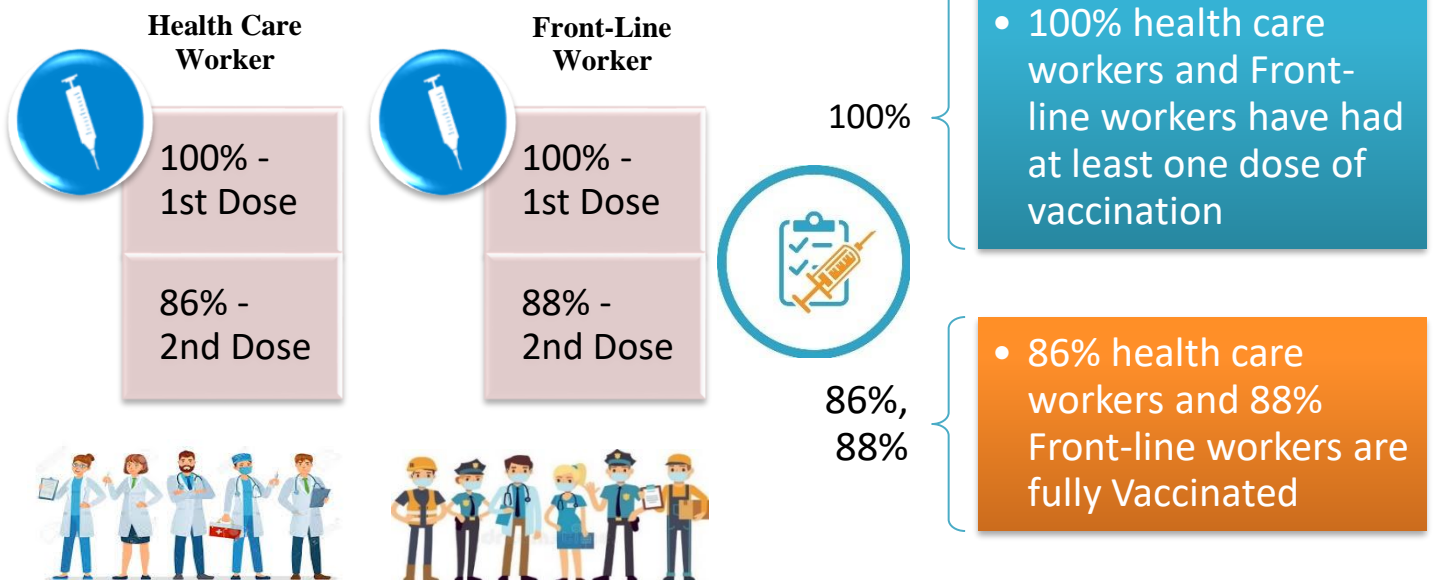 Health Care
Worker
100% -
1st Dose
86% -
2nd Dose
Front-Line
Worker
100% -
1st Dose
88% -
2nd Dose
100%
• 100% health care
workers and Front-
line workers have had
at least one dose of
vaccination
86%,
88%
• 86% health care
workers and 88%
Front-line workers are
fully Vaccinated